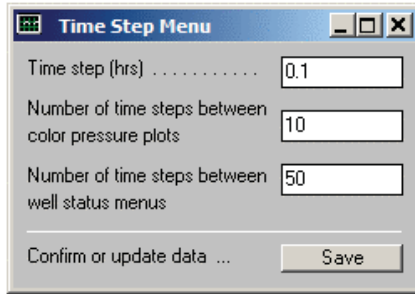 Time Step Menu
Time step (hrs) . . . . . . . . . . . 0.1
Number of time steps between
color pressure plots 10
Number of time steps between
well status menus 50
Confirm or update data ... Save